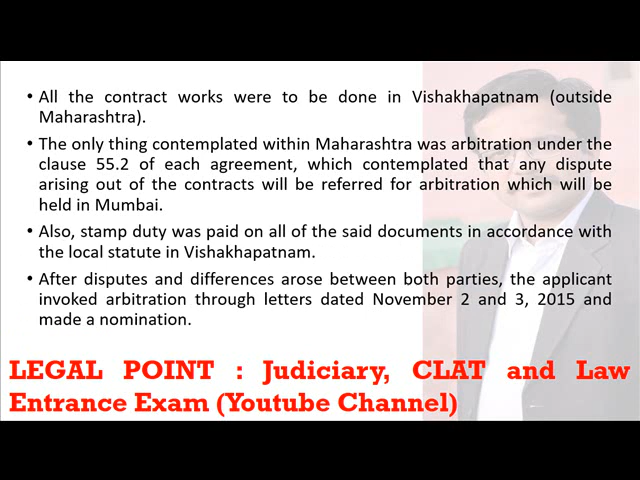 • All the contract works were to be done in Vishakhapatnam (outside
Maharashtra).
• The only thing contemplated within Maharashtra was arbitration under the
clause 55.2 of each agreement, which contemplated that any dispute
arising out of the contracts will be referred for arbitration which will be
held in Mumbai.
• Also, stamp duty was paid on all of the said documents in accordance with
the local statute in Vishakhapatnam.
• After disputes and differences arose between both parties, the applicant
invoked arbitration through letters dated November 2 and 3, 2015 and
made a nomination.
LEGAL POINT : Judiciary, CLAT and Law
Entrance Exam (Youtube Channel)